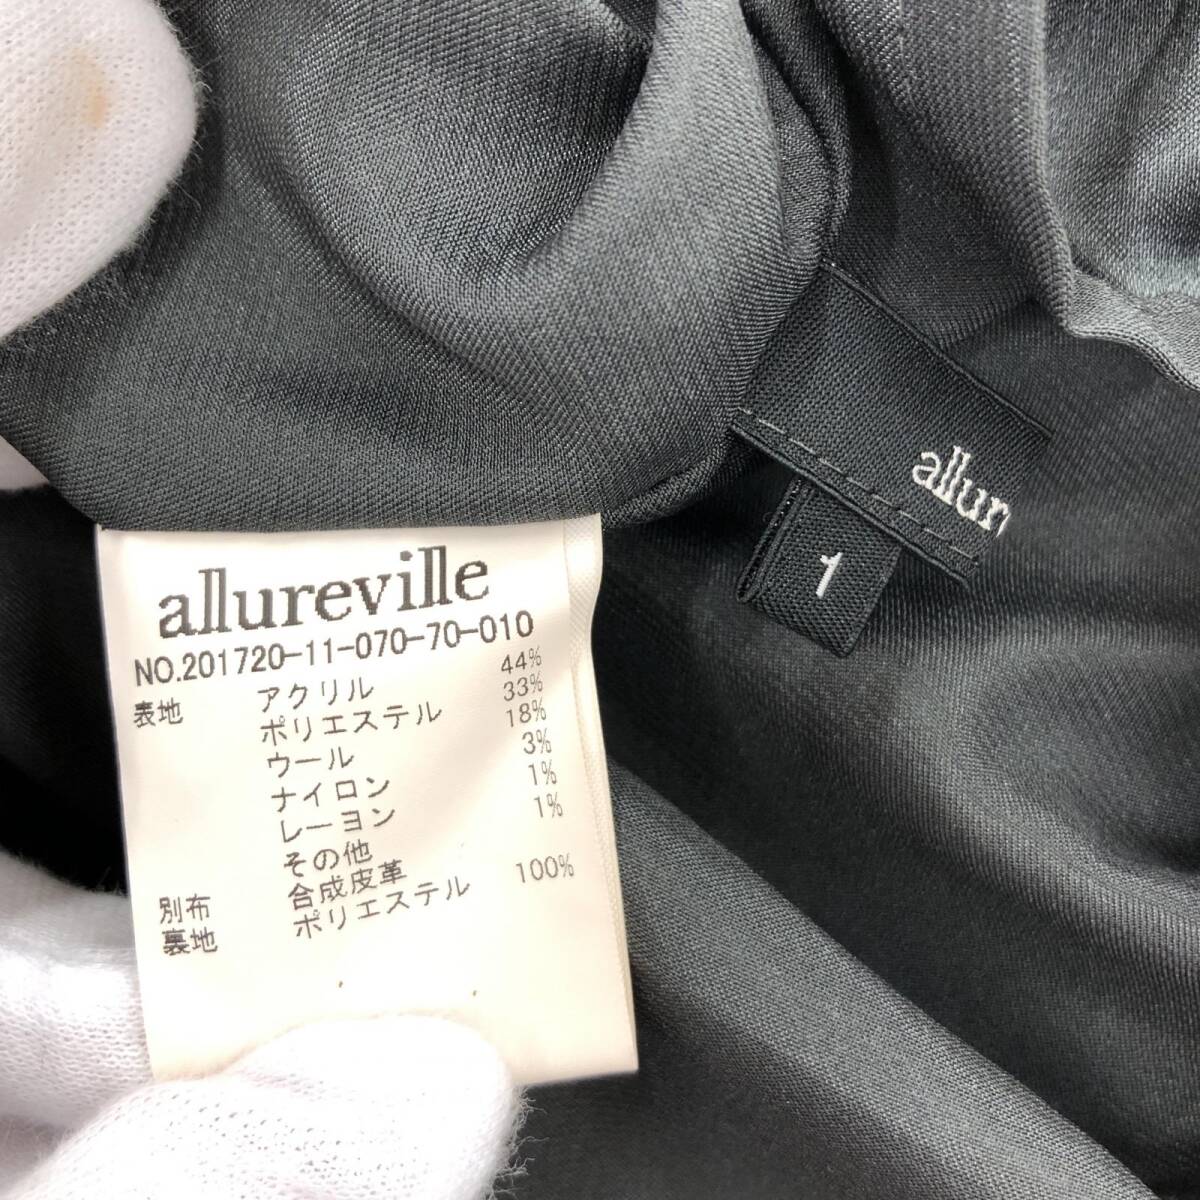 allureville
NO.201720-11-070-70-010
表地 アクリル 44%
ポリエステル 33%
ウール 18%
ナイロン 3%
レーヨン 1%
その他 1%
別布 合成皮革
裏地 ポリエステル 100%
allur
1